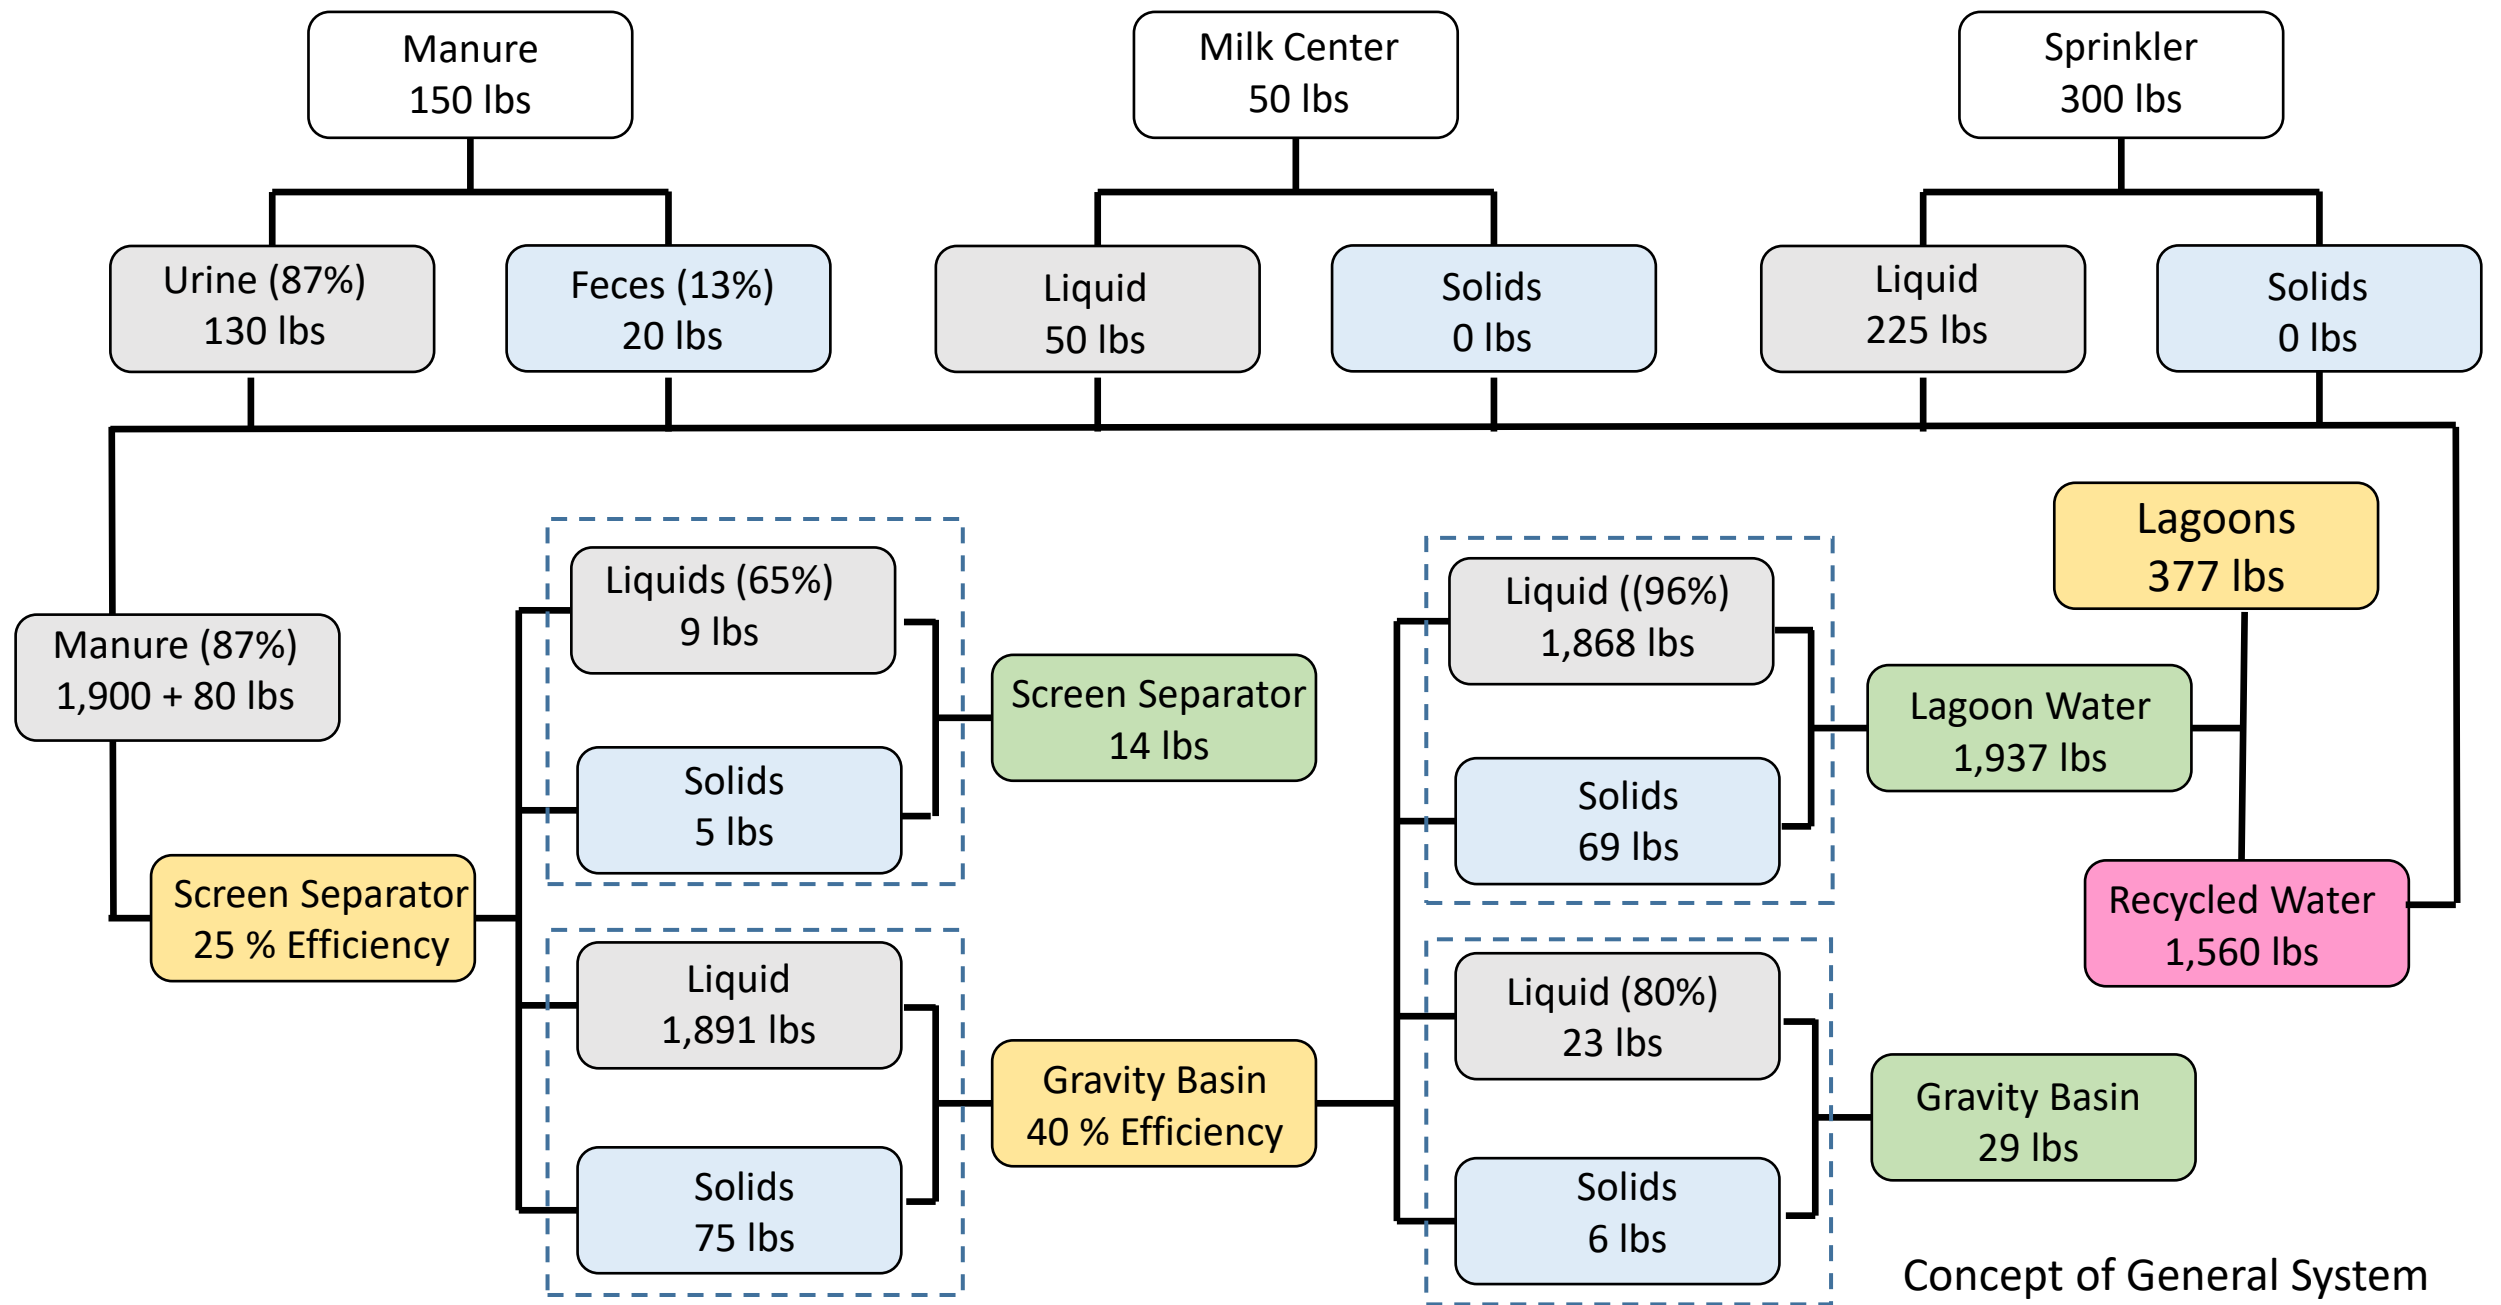 Manure
150 lbs
Milk Center
50 lbs
Sprinkler
300 lbs
Urine (87%)
130 lbs
Feces (13%)
20 lbs
Liquid
50 lbs
Solids
0 lbs
Liquid
225 lbs
Solids
0 lbs
Manure (87%)
1,900 + 80 lbs
Screen Separator
25 % Efficiency
Liquids (65%)
9 lbs
Solids
5 lbs
Liquid
1,891 lbs
Solids
75 lbs
Screen Separator
14 lbs
Gravity Basin
40 % Efficiency
Liquid ((96%)
1,868 lbs
Solids
69 lbs
Liquid (80%)
23 lbs
Solids
6 lbs
Lagoons
377 lbs
Lagoon Water
1,937 lbs
Recycled Water
1,560 lbs
Gravity Basin
29 lbs
Concept of General System